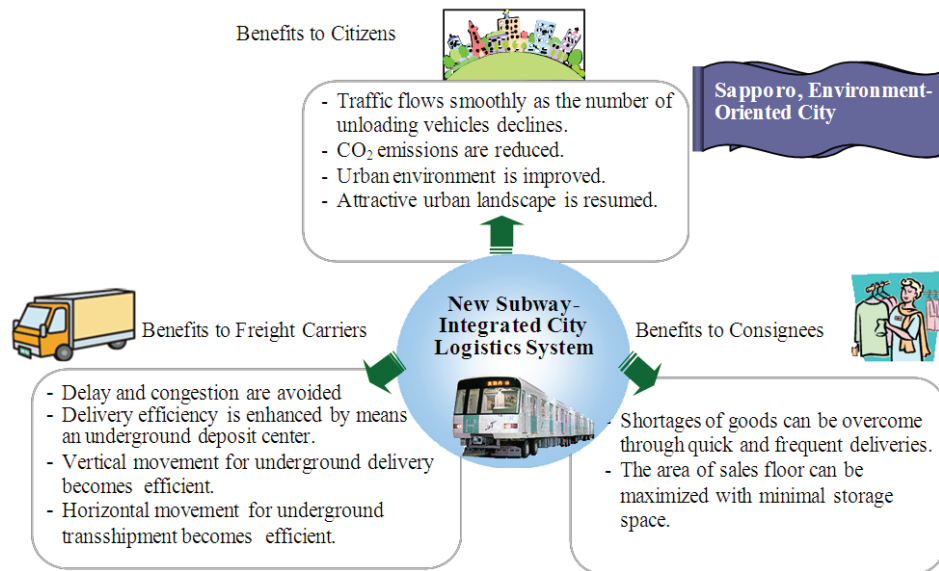 Benefits to Citizens
- Traffic flows smoothly as the number of
unloading vehicles declines.
- CO₂ emissions are reduced.
- Urban environment is improved.
- Attractive urban landscape is resumed.
Sapporo, Environment-
Oriented City
New Subway-
Integrated City
Logistics System
Benefits to Freight Carriers
- Delay and congestion are avoided
- Delivery efficiency is enhanced by means
an underground deposit center.
- Vertical movement for underground delivery
becomes efficient.
- Horizontal movement for underground
transshipment becomes efficient.
Benefits to Consignees
- Shortages of goods can be overcome
through quick and frequent deliveries.
- The area of sales floor can be
maximized with minimal storage
space.